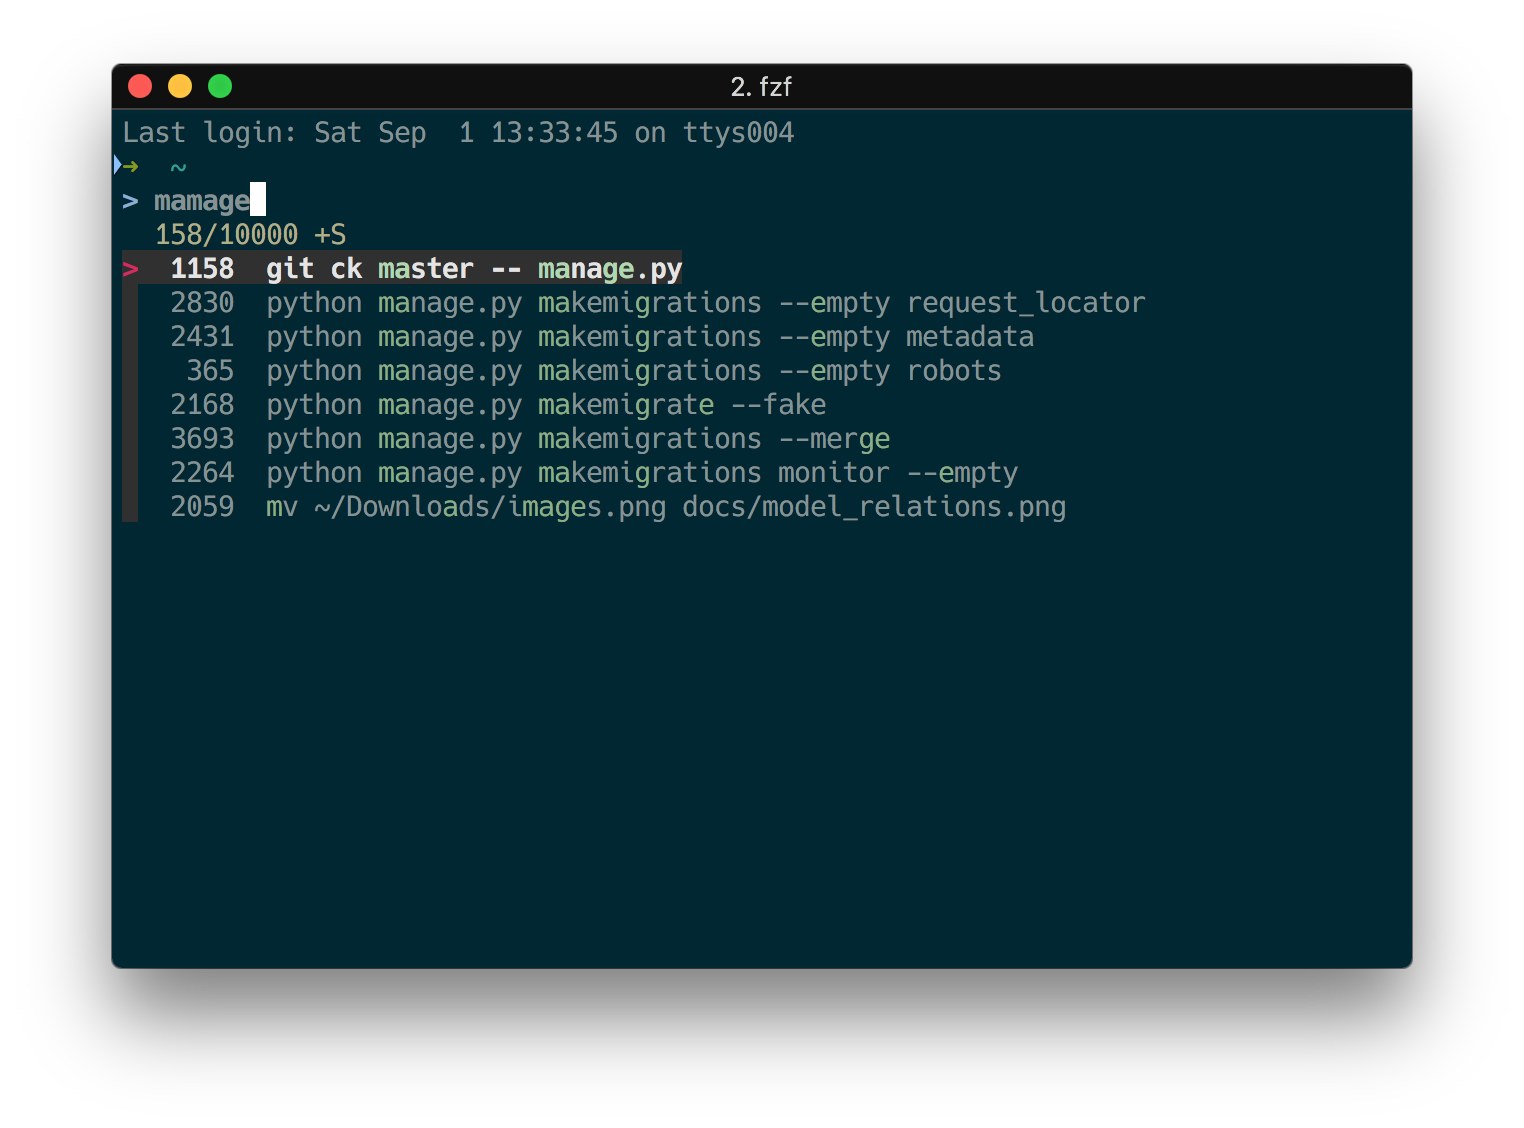 2. fzf
Last login: Sat Sep  1 13:33:45 on ttys004
➜  ~
> mamage
158/10000 +S
> 1158  git ck master -- manage.py
2830  python manage.py makemigrations --empty request_locator
2431  python manage.py makemigrations --empty metadata
365  python manage.py makemigrations --empty robots
2168  python manage.py makemigrate --fake
3693  python manage.py makemigrations --merge
2264  python manage.py makemigrations monitor --empty
2059  mv ~/Downloads/images.png docs/model_relations.png